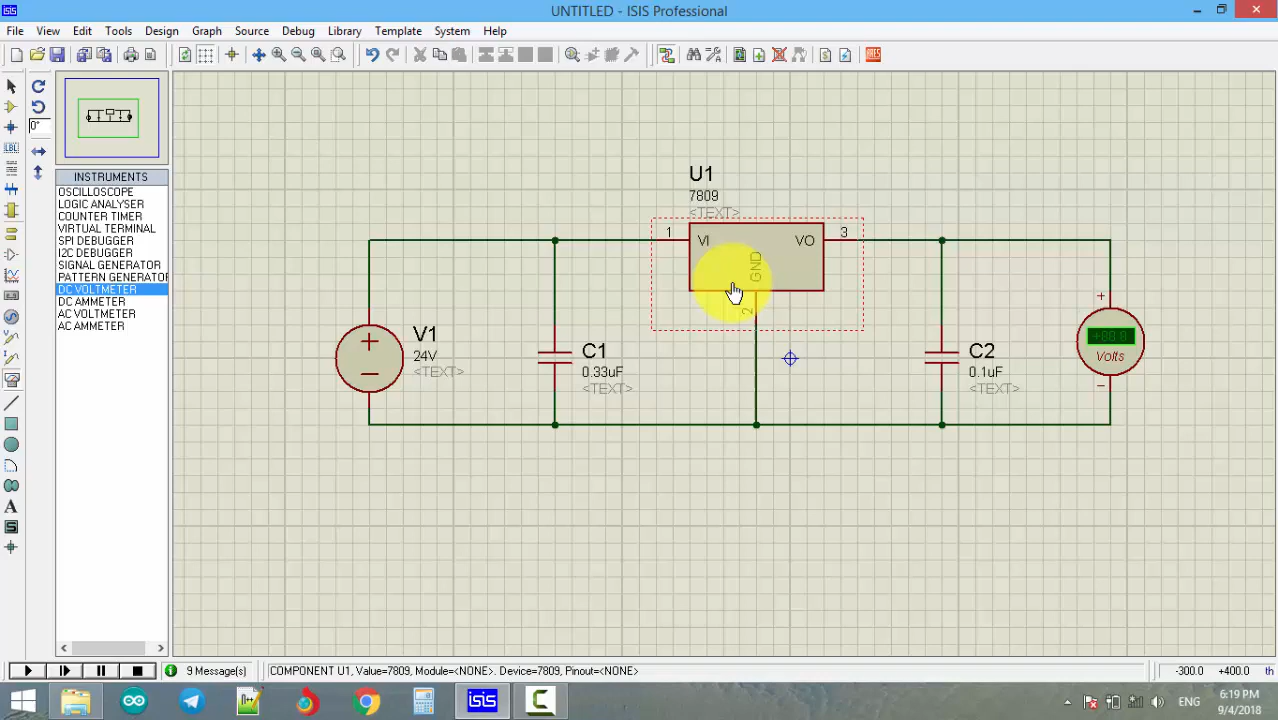 UNTITLED - ISIS Professional
File View Edit Tools Design Graph Source Debug Library Template System Help
LBL
0°
INSTRUMENTS
OSCILLOSCOPE
LOGIC ANALYSER
COUNTER TIMER
VIRTUAL TERMINAL
SPI DEBUGGER
I2C DEBUGGER
SIGNAL GENERATOR
PATTERN GENERATOR
DC VOLTMETER
DC AMMETER
AC VOLTMETER
AC AMMETER
A
S
U1
7809
<TEXT>
1
VI
VO
3
GND
2
V1
24V
<TEXT>
C1
0.33uF
<TEXT>
C2
0.1uF
<TEXT>
Volts
9 Message(s)
COMPONENT U1, Value=7809, Module=<NONE>. Device=7809, Pinout=<NONE>
-300.0
+400.0
th
isis
C
ENG
6:19 PM
9/4/2018